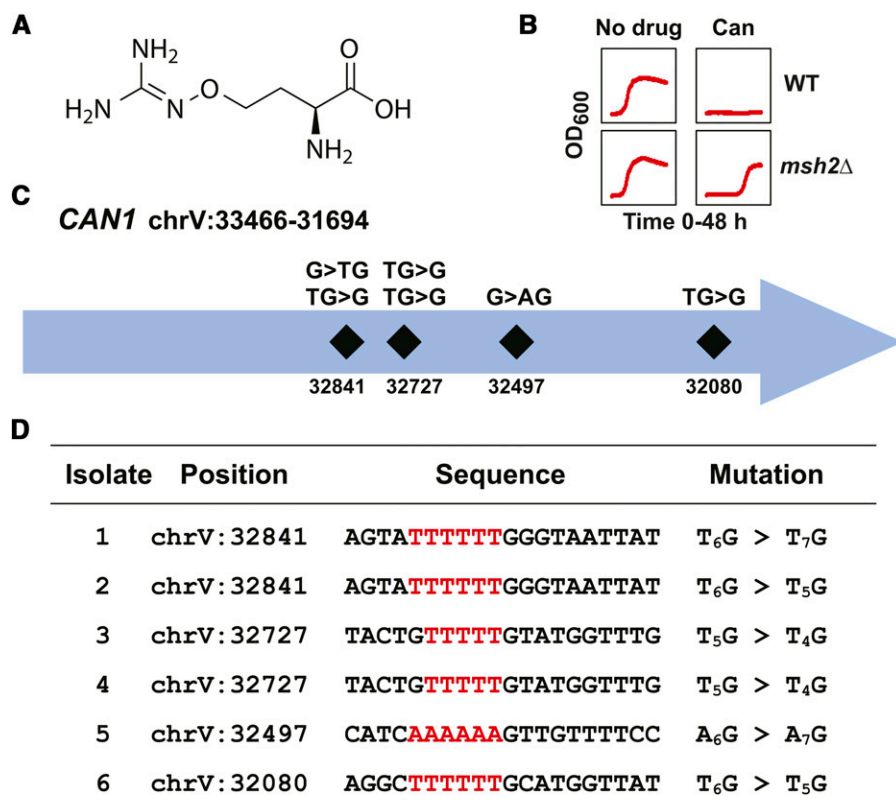 A
NH₂
H₂N
N
O
O
OH
NH₂
B
No drug Can
OD₆₀₀
WT
msh2Δ
Time 0-48 h
C
CAN1 chrV:33466-31694
G>TG TG>G
TG>G TG>G G>AG TG>G
32841 32727 32497 32080
D
Isolate Position Sequence Mutation
1 chrV:32841 AGTATTTTTTGGGTAATTAT T₆G > T₇G
2 chrV:32841 AGTATTTTTTGGGTAATTAT T₆G > T₅G
3 chrV:32727 TACTGTTTTTGTATGGTTTG T₅G > T₄G
4 chrV:32727 TACTGTTTTTGTATGGTTTG T₅G > T₄G
5 chrV:32497 CATCAAAAAAGTTGTTTTCC A₆G > A₇G
6 chrV:32080 AGGCTTTTTTGCATGGTTAT T₆G > T₅G